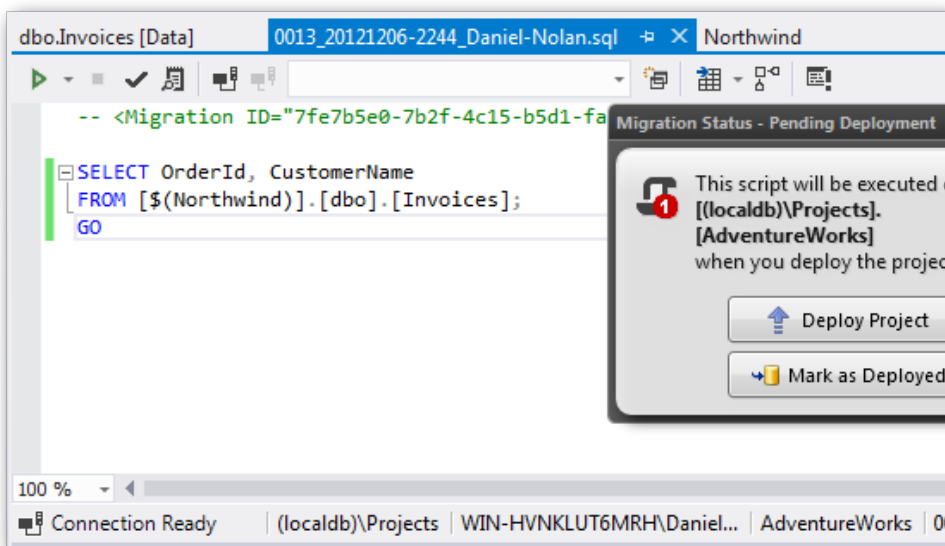 dbo.Invoices [Data] 0013_20121206-2244_Daniel-Nolan.sql Northwind
-- <Migration ID="7fe7b5e0-7b2f-4c15-b5d1-fa
SELECT OrderId, CustomerName
FROM [$(Northwind)].[dbo].[Invoices];
GO
Migration Status - Pending Deployment
This script will be executed
[(localdb)\Projects].
[AdventureWorks]
when you deploy the projec
1
Deploy Project
Mark as Deployed
100 %
Connection Ready (localdb)\Projects WIN-HVNKLUT6MRH\Daniel... AdventureWorks